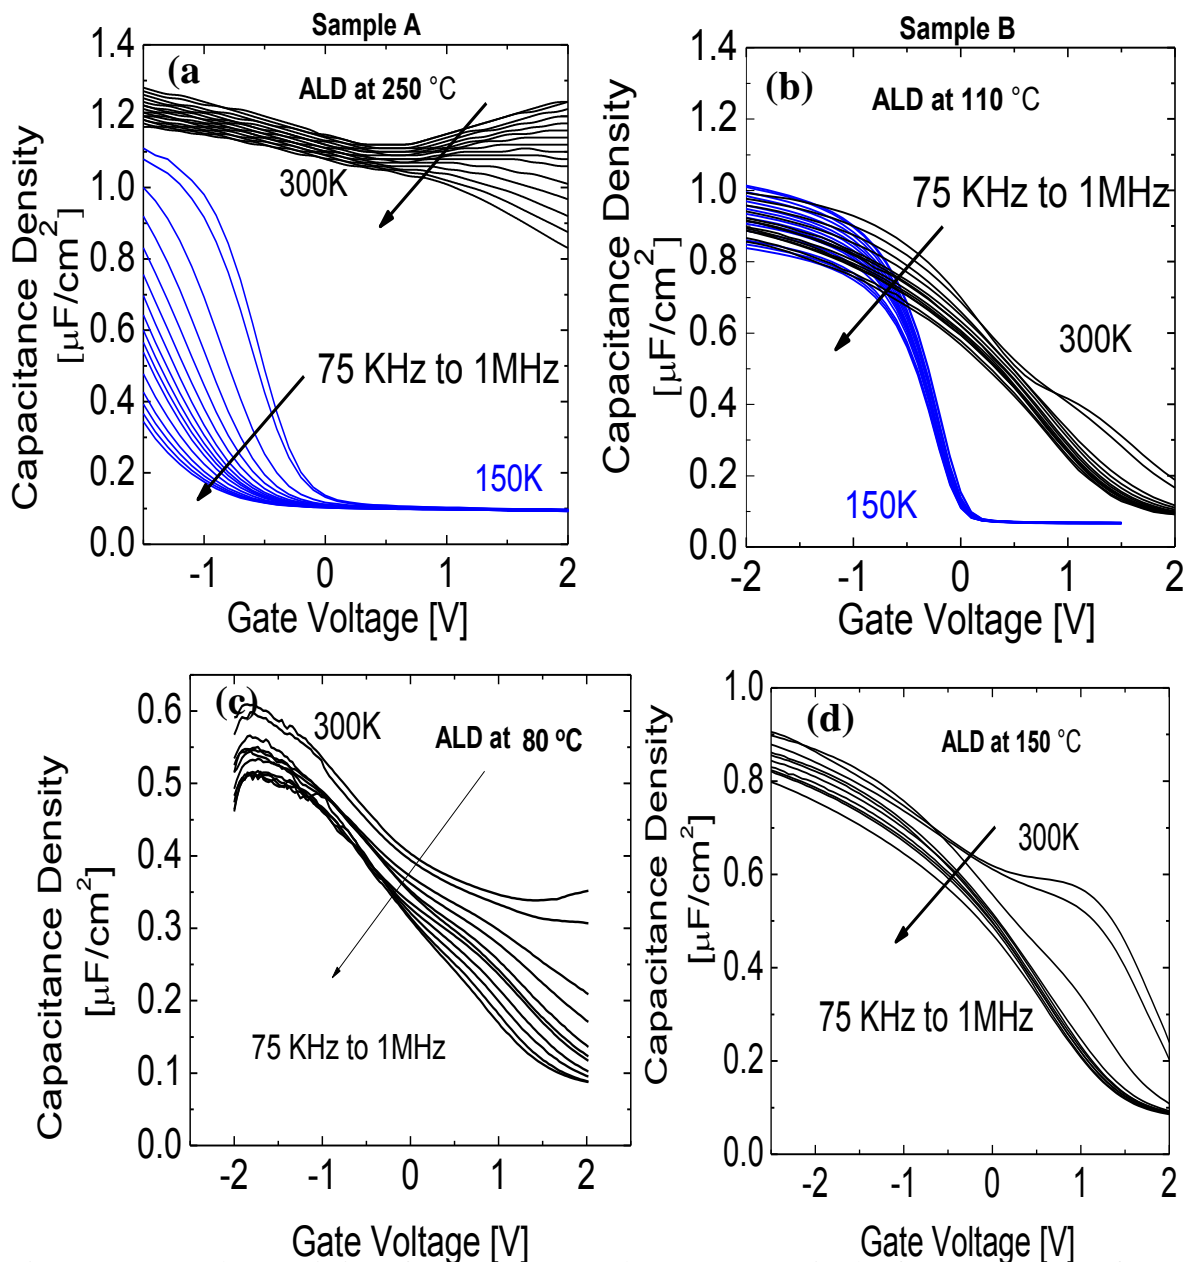 Sample A
(a
ALD at 250 °C
300K
75 KHz to 1MHz
150K
1.4
1.2
1.0
0.8
0.6
0.4
0.2
0.0
-1
0
1
2
Capacitance Density
[μF/cm²]
Gate Voltage [V]
Sample B
(b)
ALD at 110 °C
75 KHz to 1MHz
300K
150K
1.4
1.2
1.0
0.8
0.6
0.4
0.2
0.0
-2
-1
0
1
2
Capacitance Density
[μF/cm²]
Gate Voltage [V]
(c)
300K
ALD at 80 ºC
75 KHz to 1MHz
0.6
0.5
0.4
0.3
0.2
0.1
0.0
-2
-1
0
1
2
Capacitance Density
[μF/cm²]
Gate Voltage [V]
(d)
ALD at 150 °C
300K
75 KHz to 1MHz
1.0
0.8
0.6
0.4
0.2
0.0
-2
-1
0
1
2
Capacitance Density
[μF/cm²]
Gate Voltage [V]